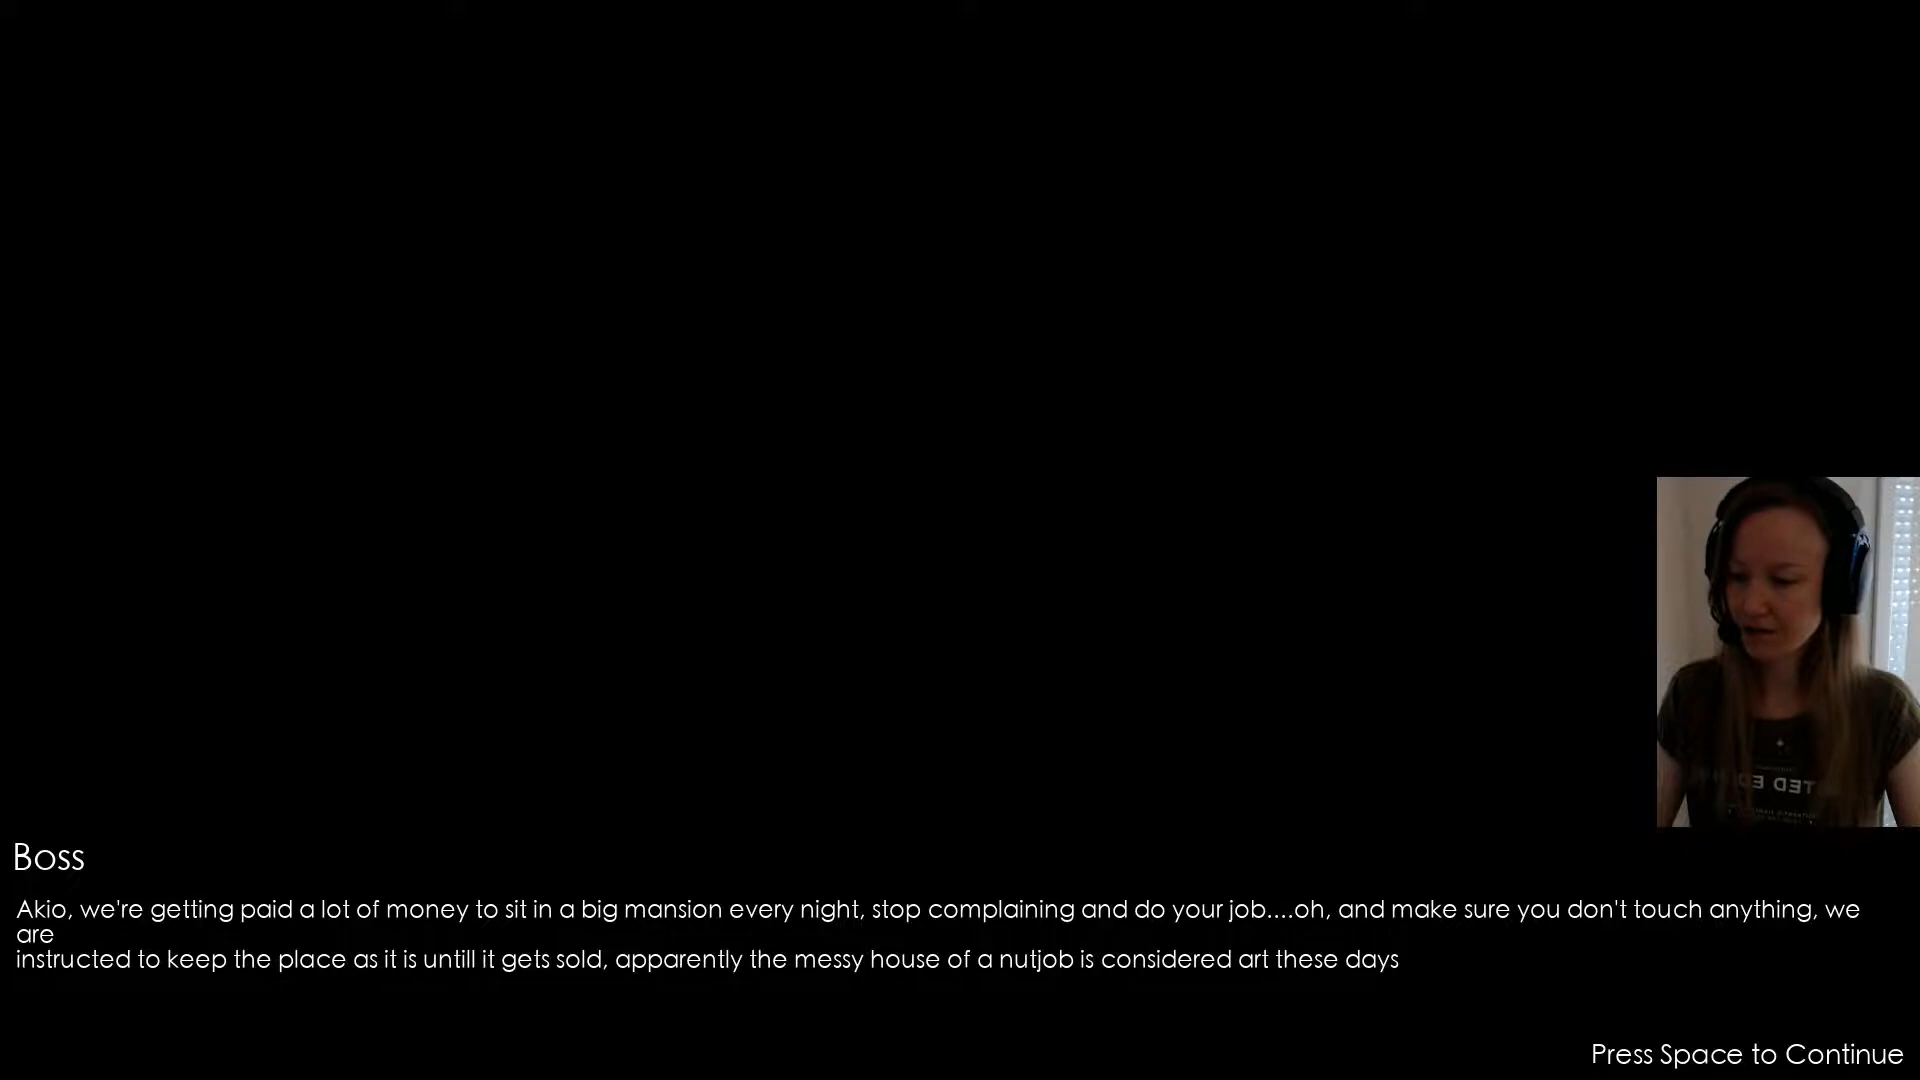 Boss
Akio, we're getting paid a lot of money to sit in a big mansion every night, stop complaining and do your job....oh, and make sure you don't touch anything, we
are
instructed to keep the place as it is untill it gets sold, apparently the messy house of a nutjob is considered art these days
Press Space to Continue